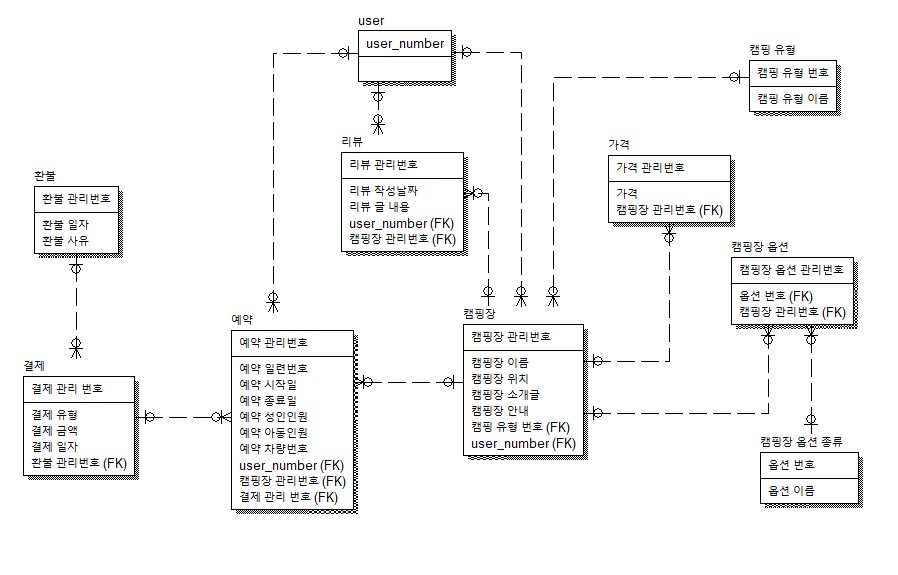 user
user_number
캠핑 유형
캠핑 유형 번호
캠핑 유형 이름
리뷰
리뷰 관리번호
리뷰 작성날짜
리뷰 글 내용
user_number (FK)
캠핑장 관리번호 (FK)
가격
가격 관리번호
가격
캠핑장 관리번호 (FK)
환불
환불 관리번호
환불 일자
환불 사유
캠핑장 옵션
캠핑장 옵션 관리번호
옵션 번호 (FK)
캠핑장 관리번호 (FK)
예약
예약 관리번호
예약 일련번호
예약 시작일
예약 종료일
예약 성인인원
예약 아동인원
예약 차량번호
user_number (FK)
캠핑장 관리번호 (FK)
결제 관리 번호 (FK)
캠핑장
캠핑장 관리번호
캠핑장 이름
캠핑장 위치
캠핑장 소개글
캠핑장 안내
캠핑 유형 번호 (FK)
user_number (FK)
결제
결제 관리 번호
결제 유형
결제 금액
결제 일자
환불 관리번호 (FK)
캠핑장 옵션 종류
옵션 번호
옵션 이름